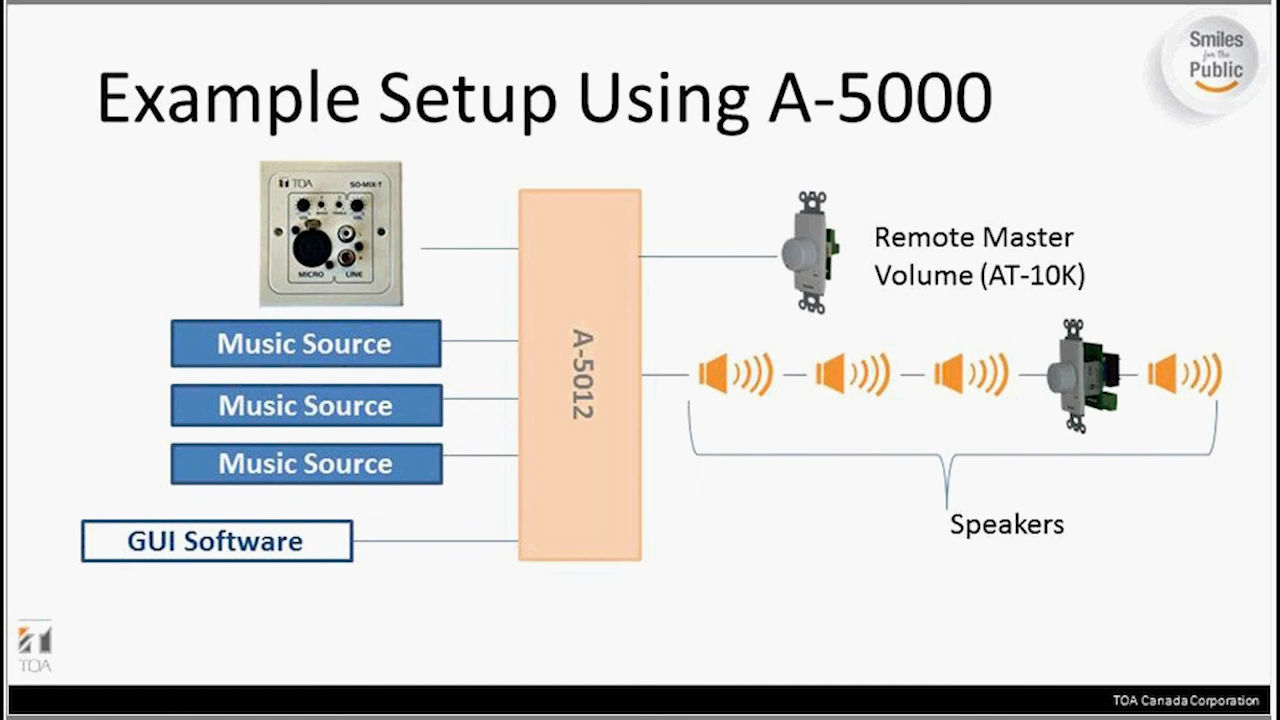 Smiles
for the
Public
Example Setup Using A-5000
TOA
SO-MIX-T
MICRO
LINE
Remote Master
Volume (AT-10K)
Music Source
A-5012
Music Source
Music Source
Speakers
GUI Software
TOA
TOA Canada Corporation